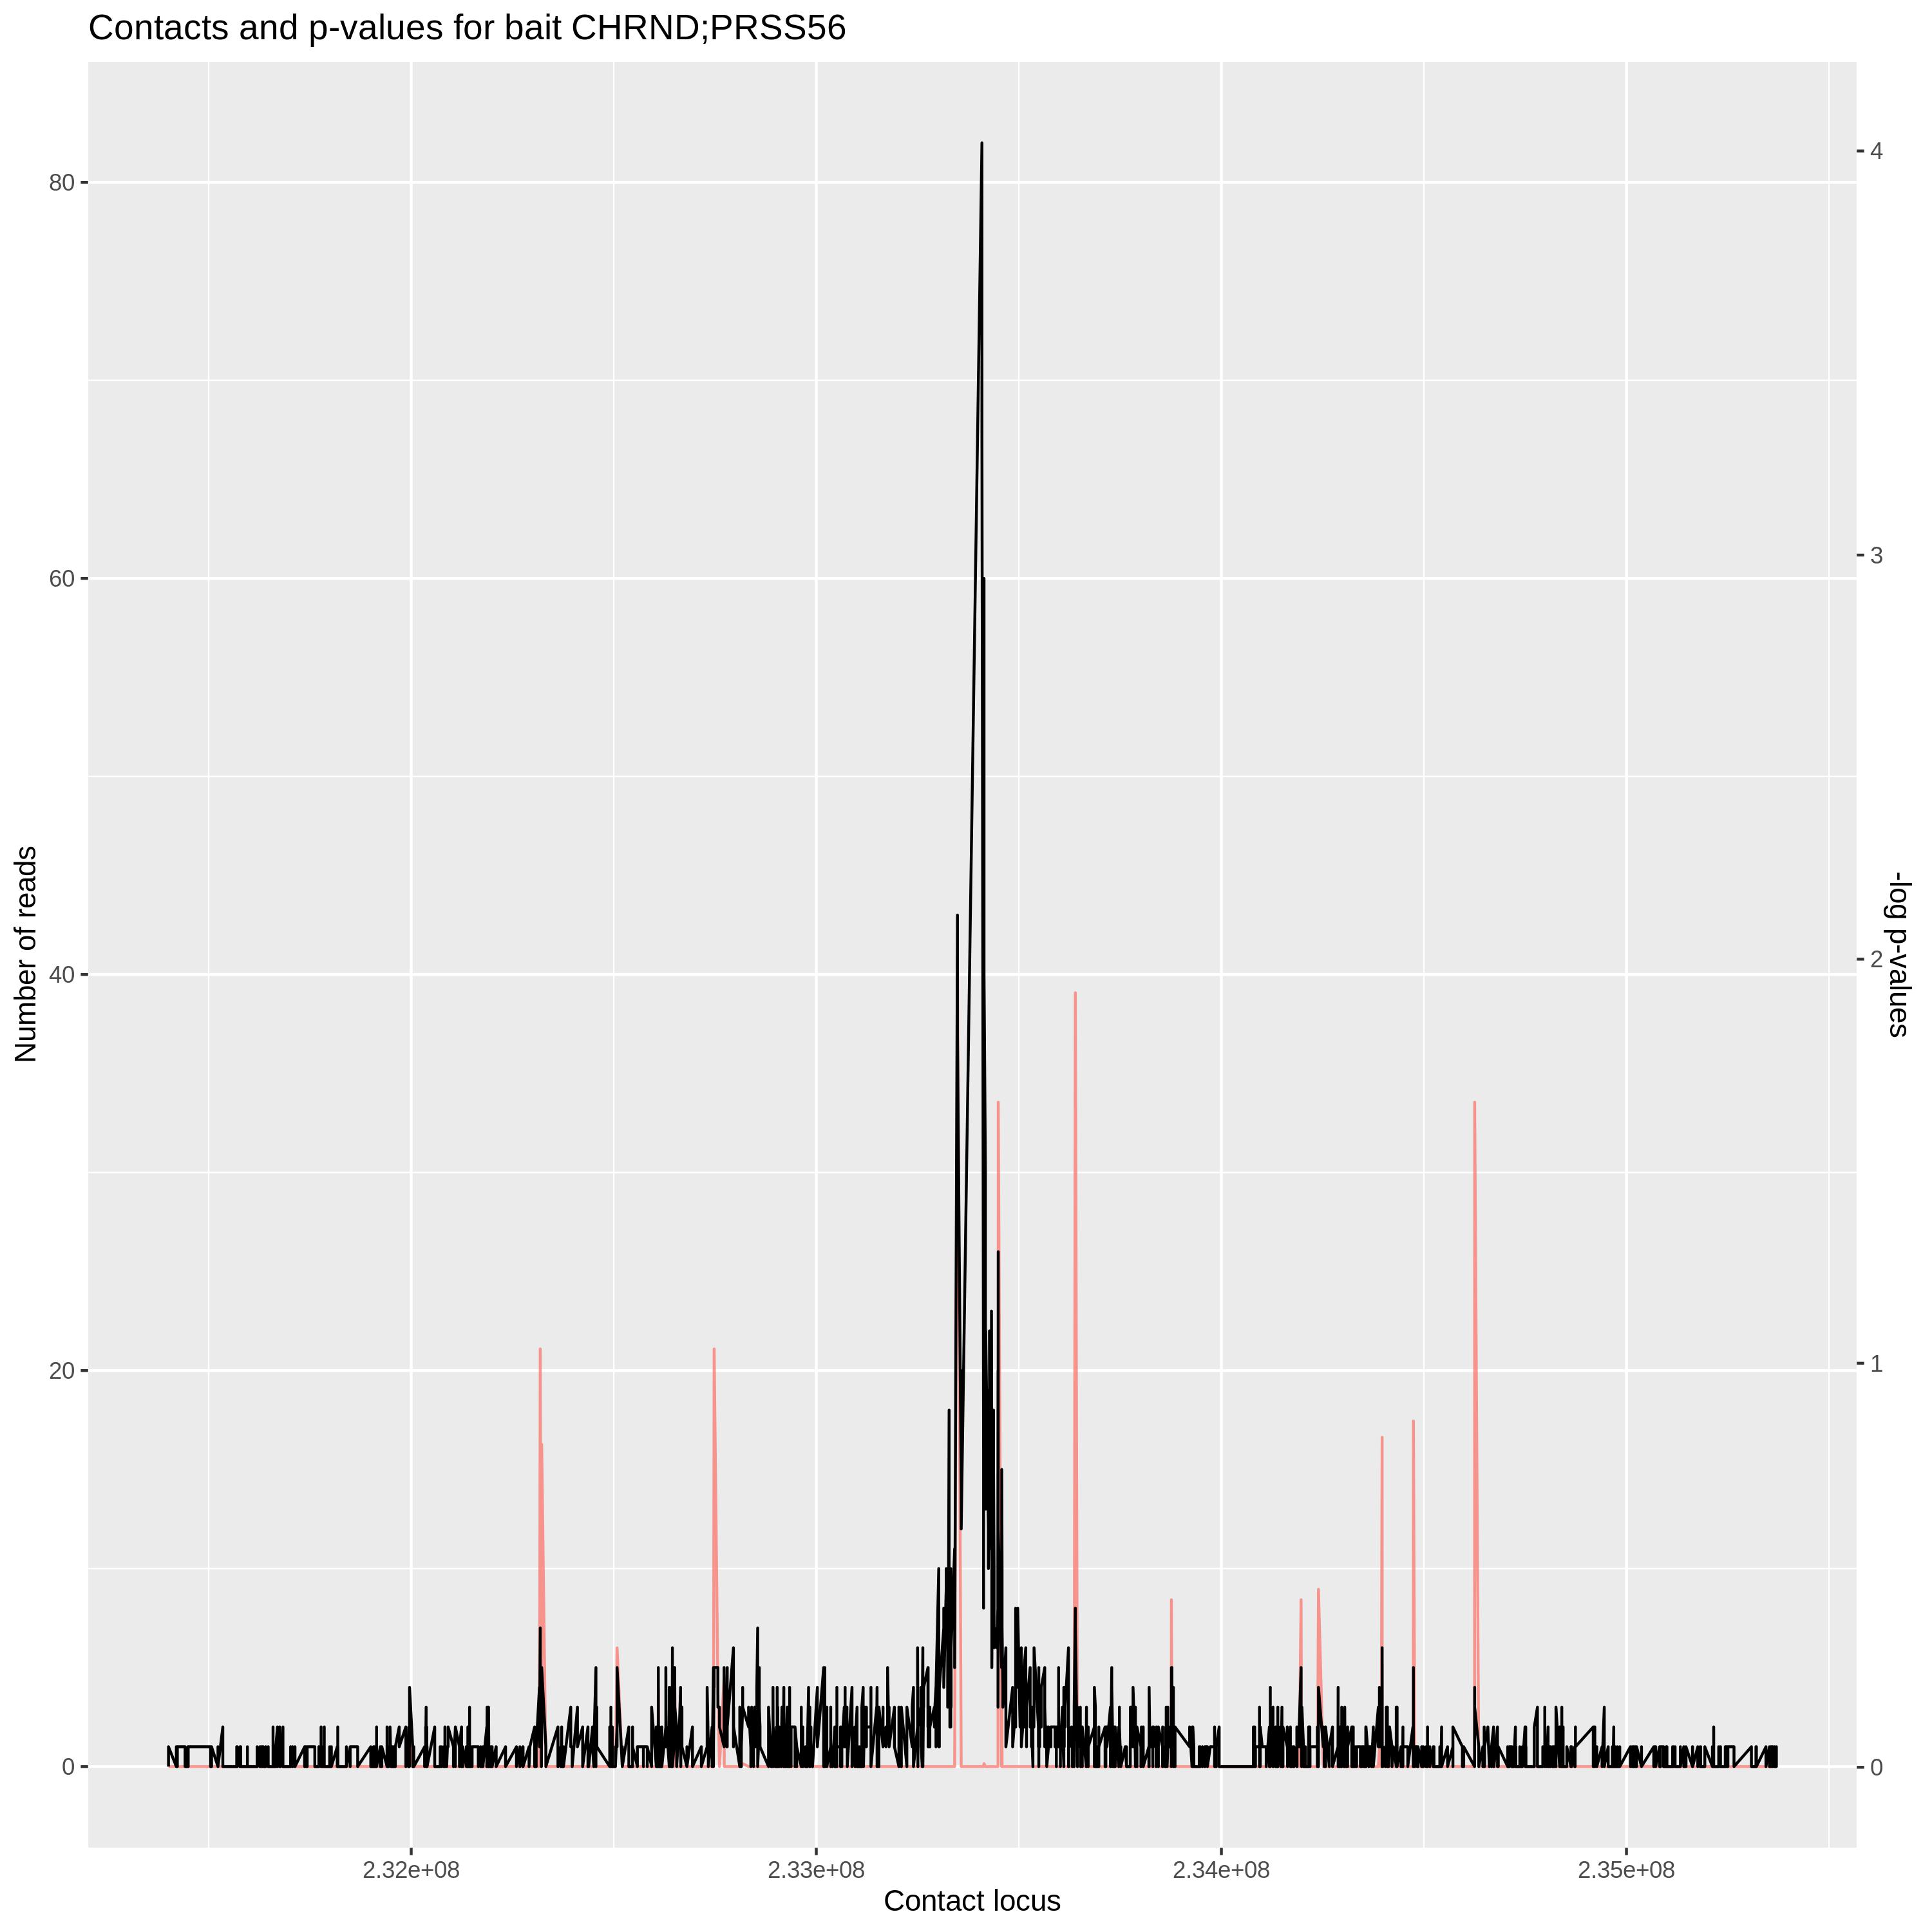 Contacts and p-values for bait CHRND;PRSS56
Number of reads
80
60
40
20
0
4
3
2
1
0
-log p-values
2.32e+08
2.33e+08
2.34e+08
2.35e+08
Contact locus